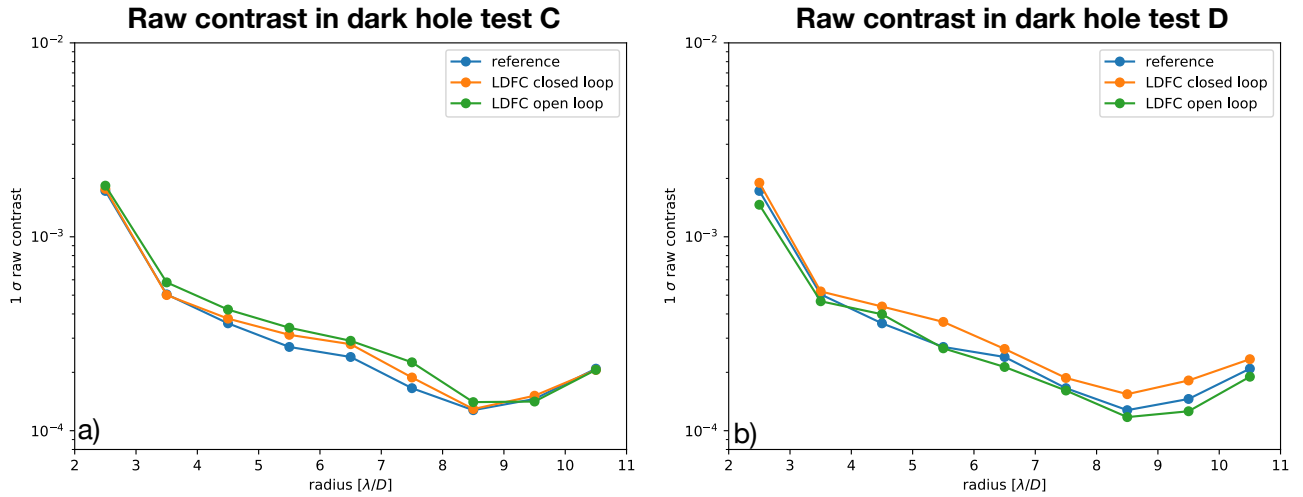 Raw contrast in dark hole test C
10⁻²
10⁻³
10⁻⁴
1 σ raw contrast
reference
LDFC closed loop
LDFC open loop
a)
2 3 4 5 6 7 8 9 10 11
radius [λ/D]
Raw contrast in dark hole test D
10⁻²
10⁻³
10⁻⁴
1 σ raw contrast
reference
LDFC closed loop
LDFC open loop
b)
2 3 4 5 6 7 8 9 10 11
radius [λ/D]